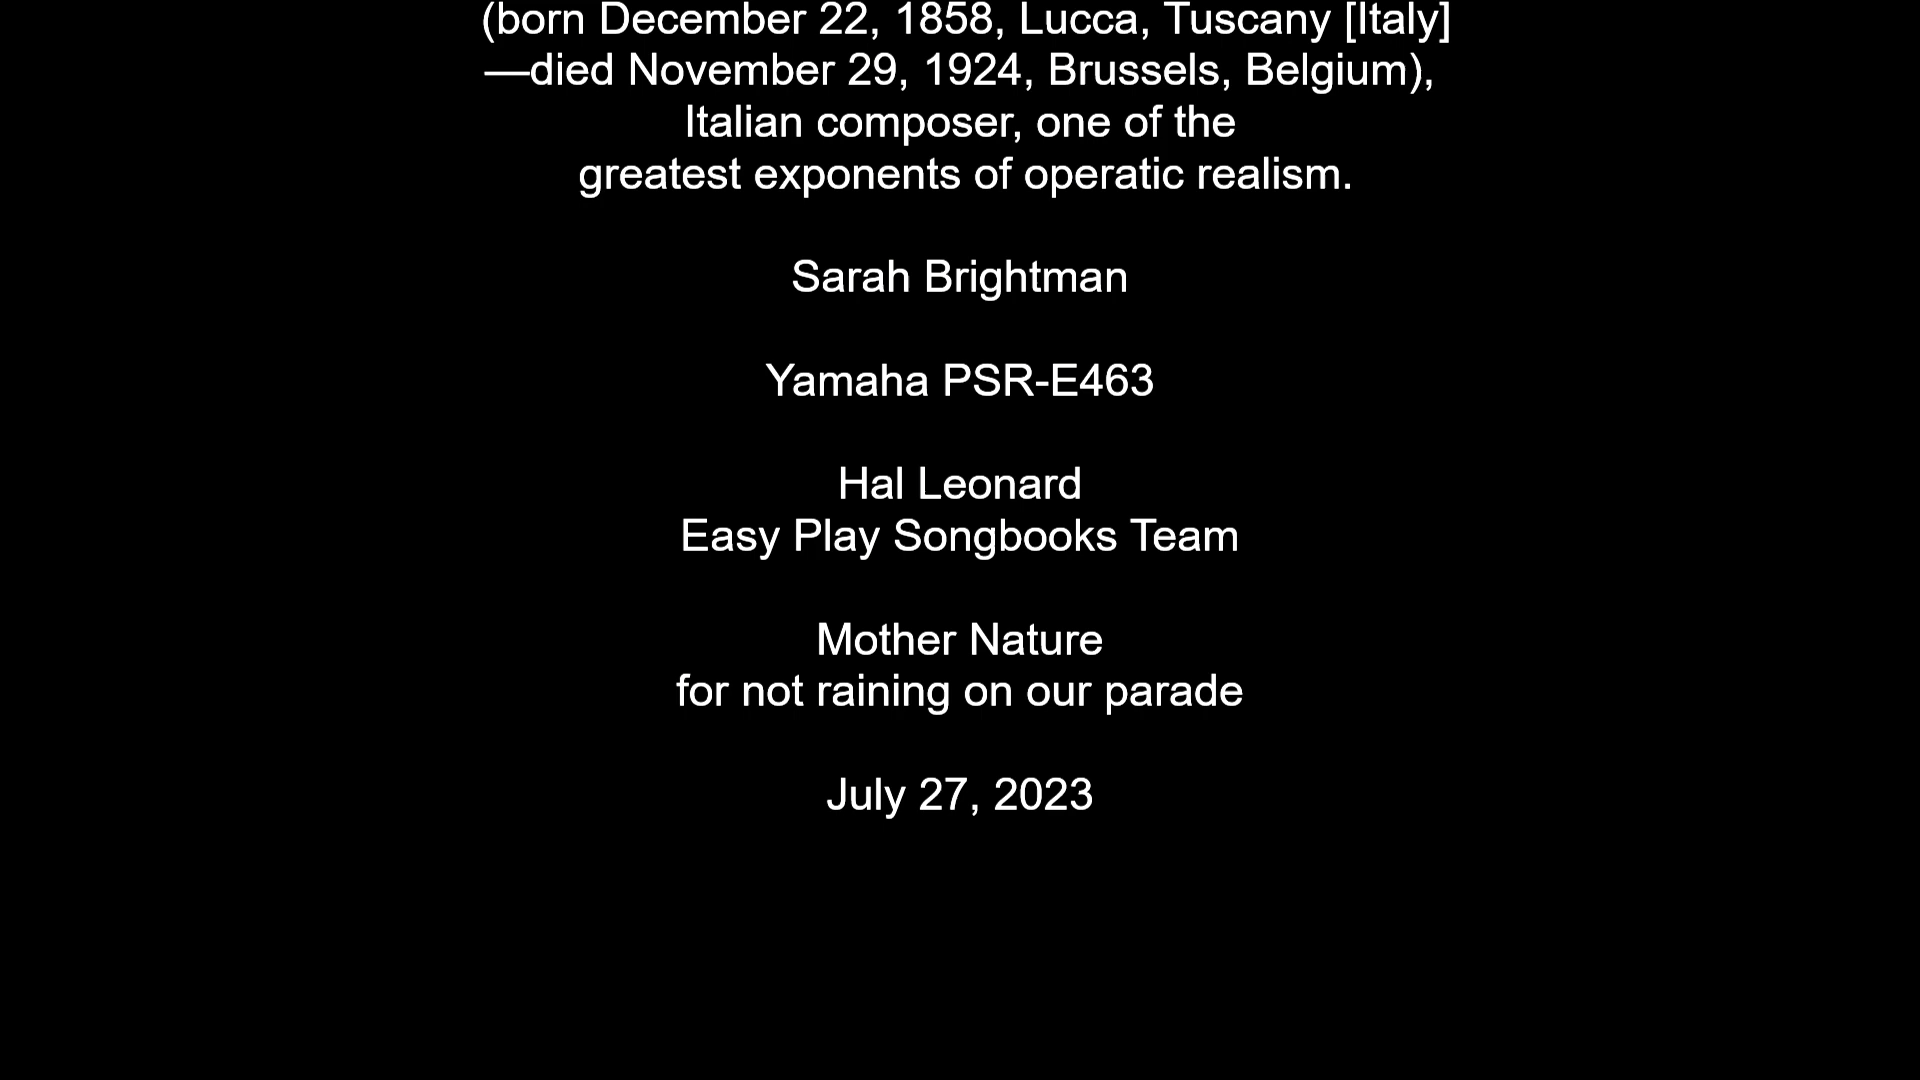 (born December 22, 1858, Lucca, Tuscany [Italy]
—died November 29, 1924, Brussels, Belgium),
Italian composer, one of the
greatest exponents of operatic realism.
Sarah Brightman
Yamaha PSR-E463
Hal Leonard
Easy Play Songbooks Team
Mother Nature
for not raining on our parade
July 27, 2023